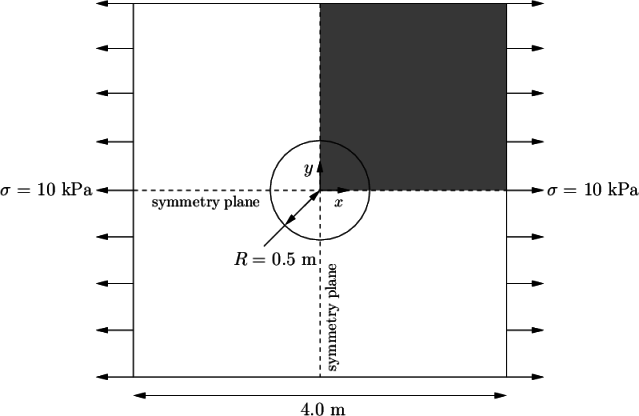 y
σ = 10 kPa
σ = 10 kPa
symmetry plane
x
R = 0.5 m
symmetry plane
4.0 m